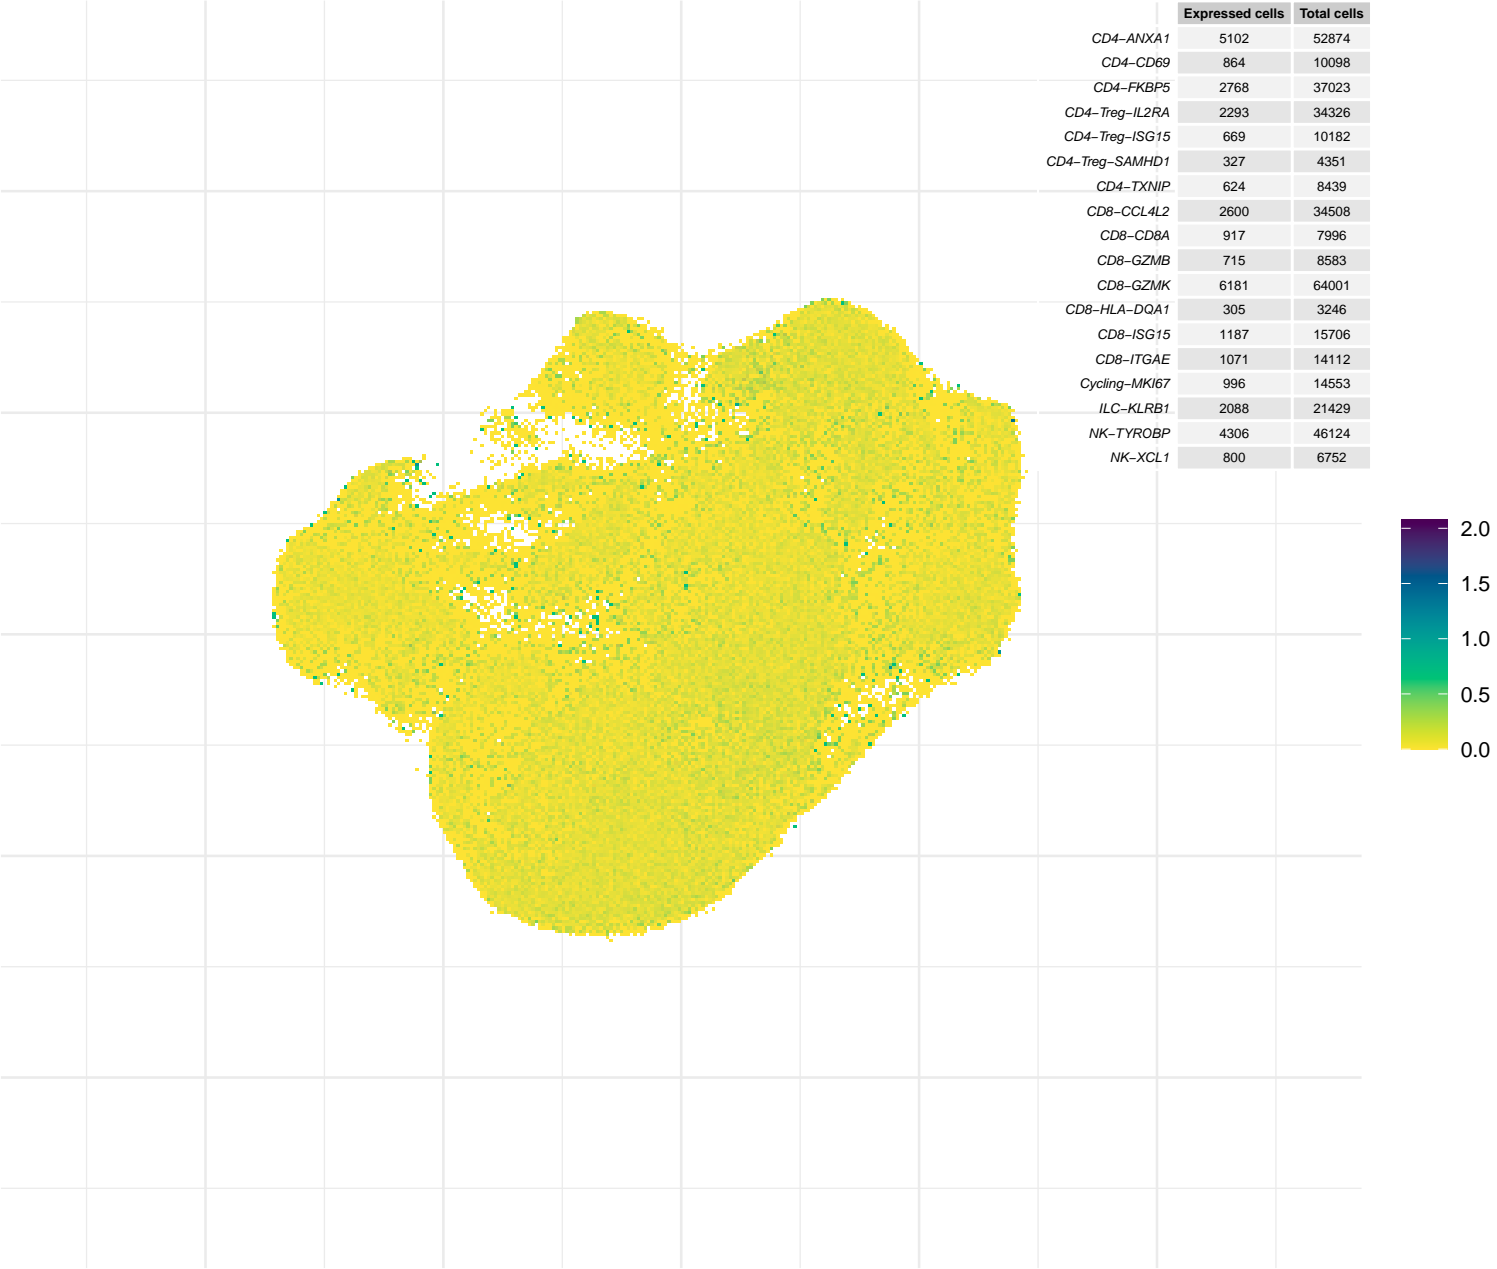 Expressed cells Total cells
CD4−ANXA1 5102 52874
CD4−CD69 864 10098
CD4−FKBP5 2768 37023
CD4−Treg−IL2RA 2293 34326
CD4−Treg−ISG15 669 10182
CD4−Treg−SAMHD1 327 4351
CD4−TXNIP 624 8439
CD8−CCL4L2 2600 34508
CD8−CD8A 917 7996
CD8−GZMB 715 8583
CD8−GZMK 6181 64001
CD8−HLA−DQA1 305 3246
CD8−ISG15 1187 15706
CD8−ITGAE 1071 14112
Cycling−MKI67 996 14553
ILC−KLRB1 2088 21429
NK−TYROBP 4306 46124
NK−XCL1 800 6752
2.0
1.5
1.0
0.5
0.0